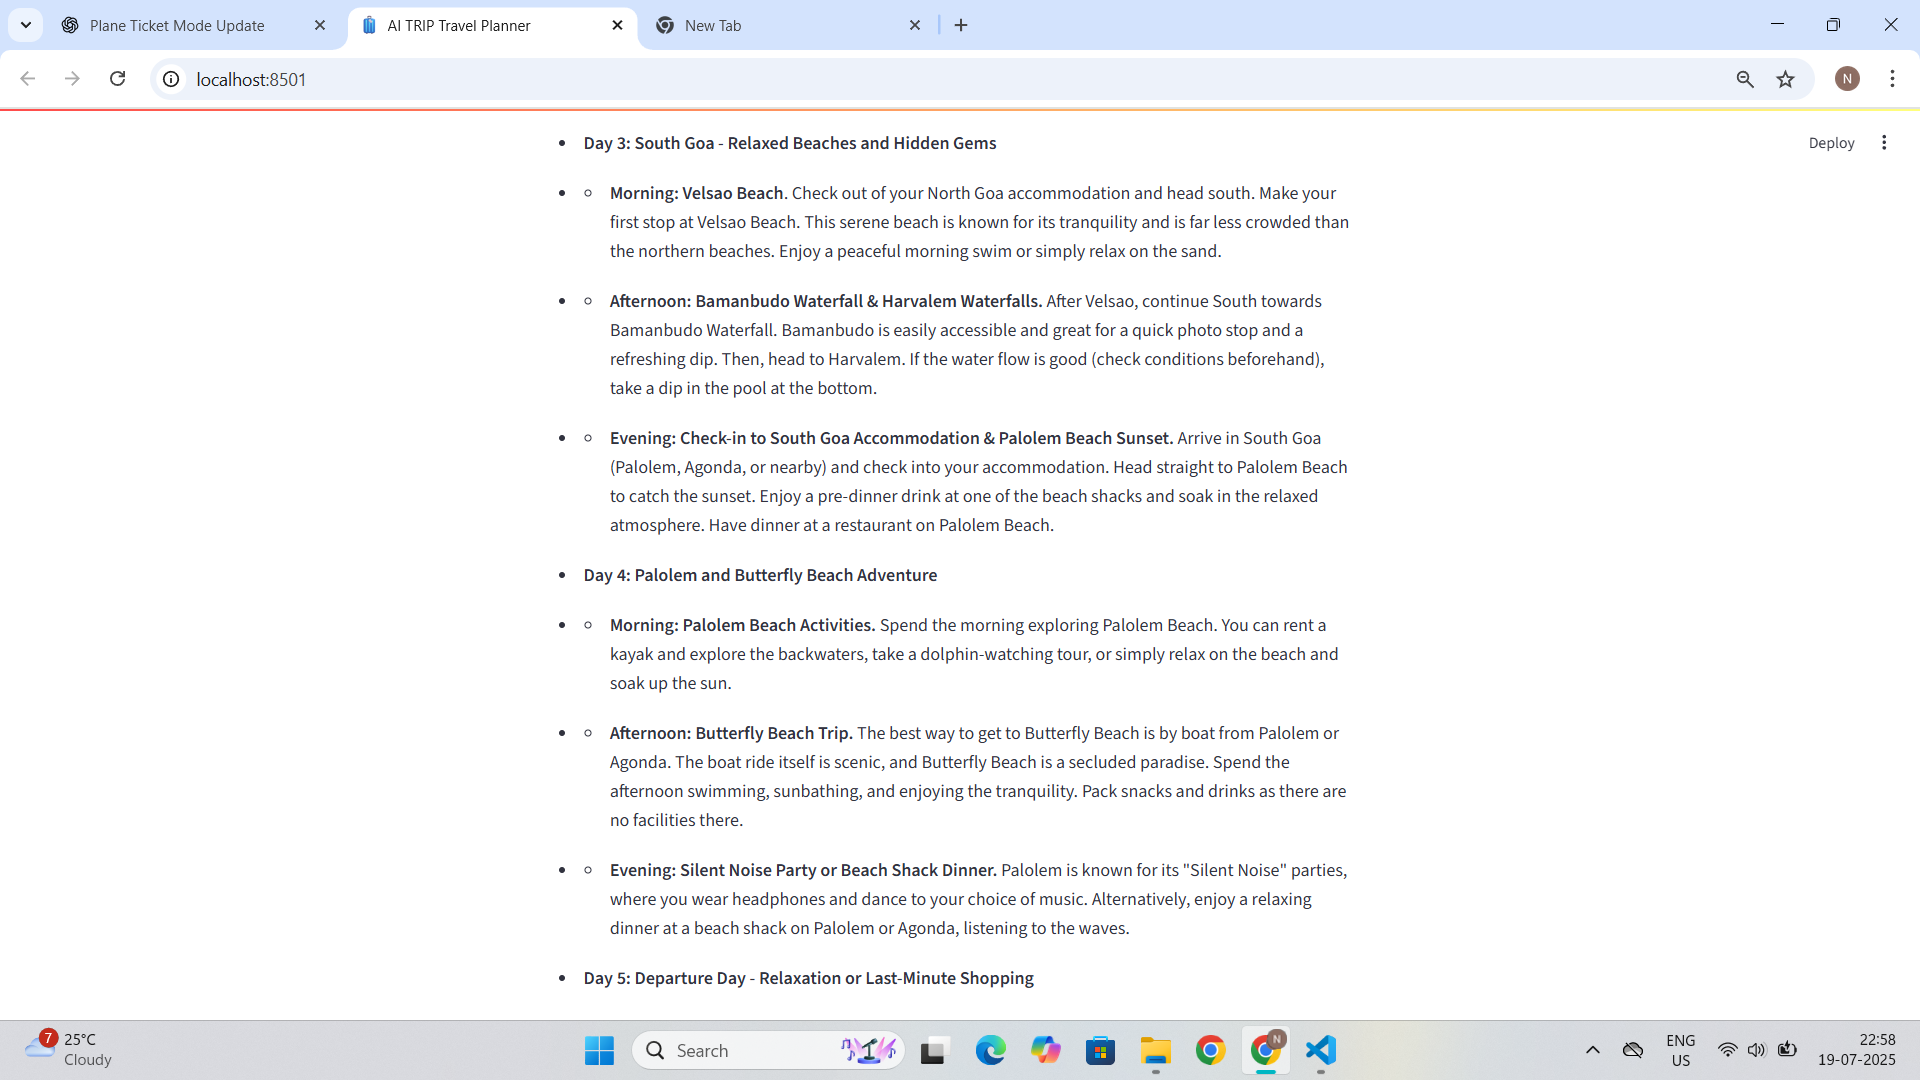 Plane Ticket Mode Update
AI TRIP Travel Planner
New Tab
localhost:8501
N
Deploy
Day 3: South Goa - Relaxed Beaches and Hidden Gems
Morning: Velsao Beach. Check out of your North Goa accommodation and head south. Make your
first stop at Velsao Beach. This serene beach is known for its tranquility and is far less crowded than
the northern beaches. Enjoy a peaceful morning swim or simply relax on the sand.
Afternoon: Bamanbudo Waterfall & Harvalem Waterfalls. After Velsao, continue South towards
Bamanbudo Waterfall. Bamanbudo is easily accessible and great for a quick photo stop and a
refreshing dip. Then, head to Harvalem. If the water flow is good (check conditions beforehand),
take a dip in the pool at the bottom.
Evening: Check-in to South Goa Accommodation & Palolem Beach Sunset. Arrive in South Goa
(Palolem, Agonda, or nearby) and check into your accommodation. Head straight to Palolem Beach
to catch the sunset. Enjoy a pre-dinner drink at one of the beach shacks and soak in the relaxed
atmosphere. Have dinner at a restaurant on Palolem Beach.
Day 4: Palolem and Butterfly Beach Adventure
Morning: Palolem Beach Activities. Spend the morning exploring Palolem Beach. You can rent a
kayak and explore the backwaters, take a dolphin-watching tour, or simply relax on the beach and
soak up the sun.
Afternoon: Butterfly Beach Trip. The best way to get to Butterfly Beach is by boat from Palolem or
Agonda. The boat ride itself is scenic, and Butterfly Beach is a secluded paradise. Spend the
afternoon swimming, sunbathing, and enjoying the tranquility. Pack snacks and drinks as there are
no facilities there.
Evening: Silent Noise Party or Beach Shack Dinner. Palolem is known for its "Silent Noise" parties,
where you wear headphones and dance to your choice of music. Alternatively, enjoy a relaxing
dinner at a beach shack on Palolem or Agonda, listening to the waves.
Day 5: Departure Day - Relaxation or Last-Minute Shopping
7
25°C
Cloudy
Search
N
ENG
US
22:58
19-07-2025